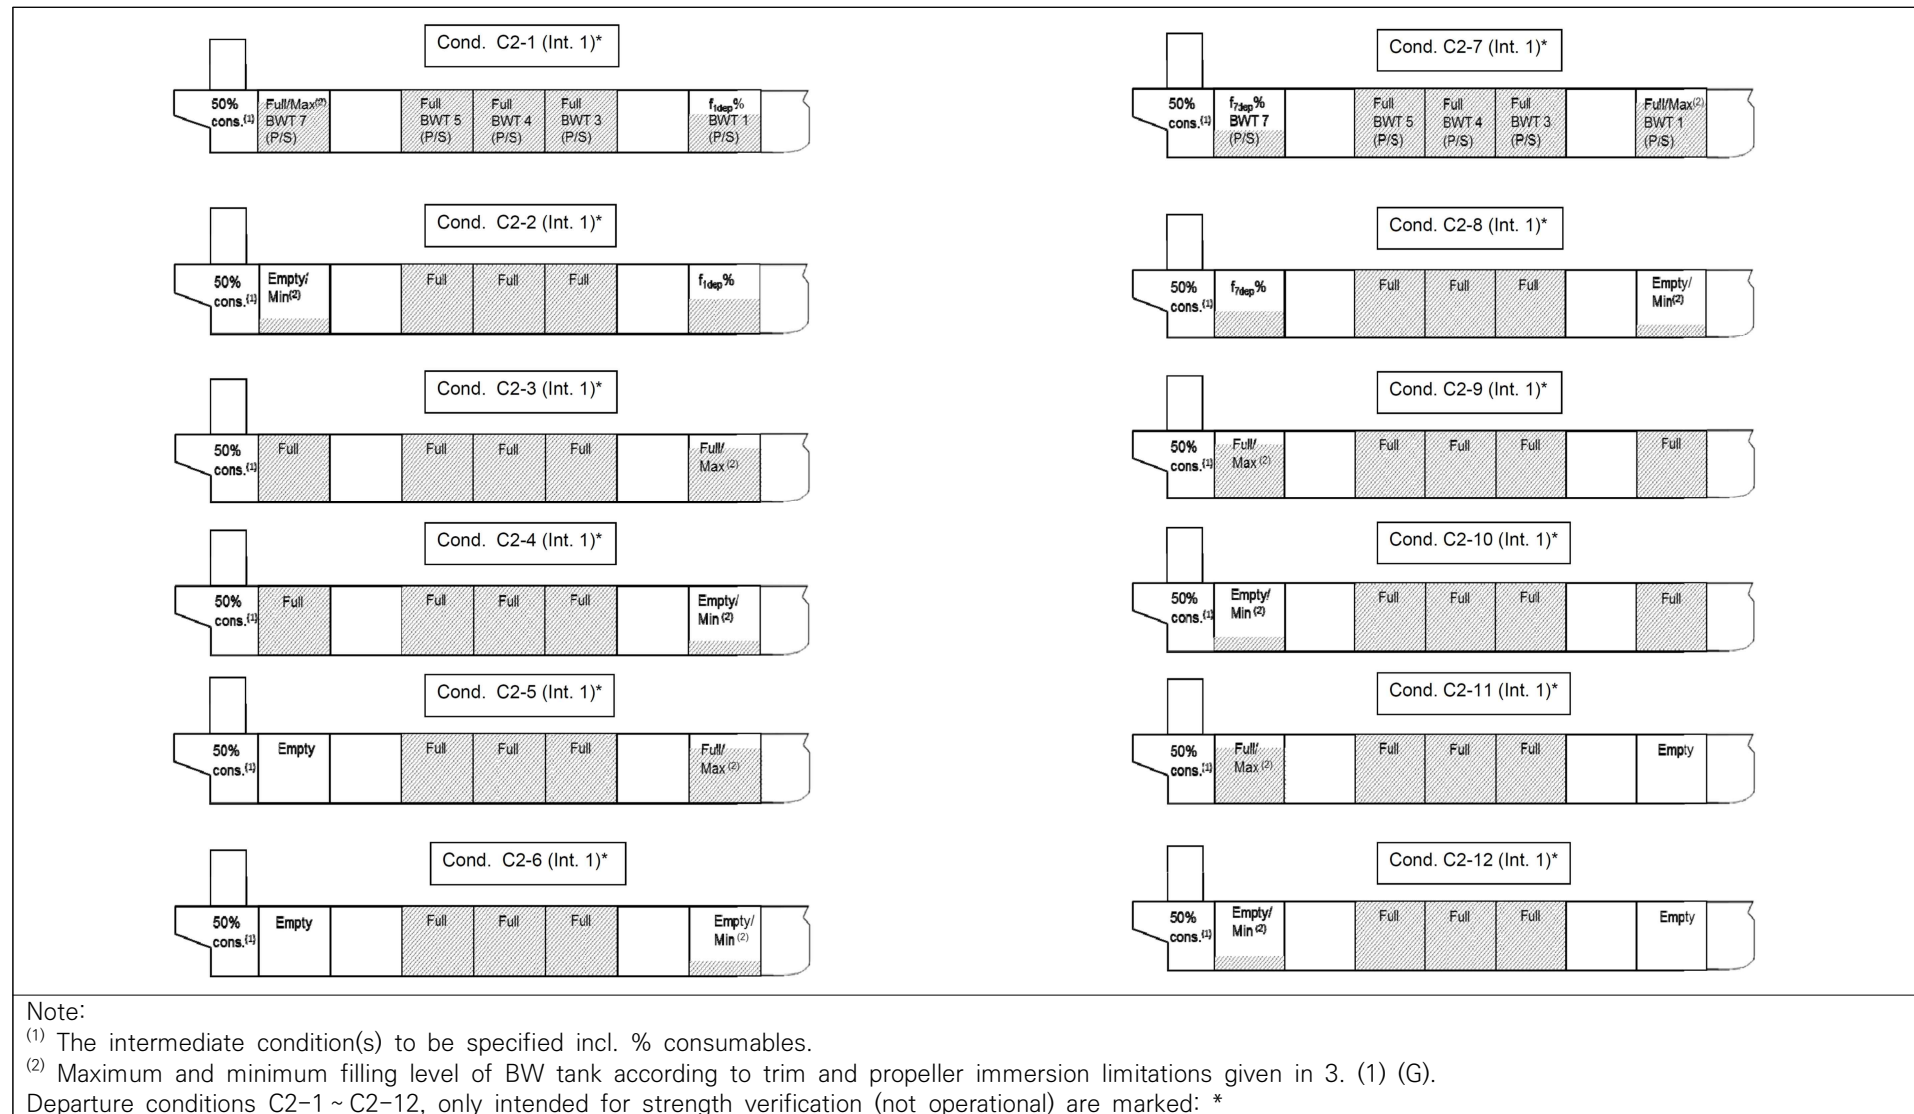 Cond. C2-1 (Int. 1)*
50%
cons.(1)
Full/Max(2)
BWT 7
(P/S)
Full
BWT 5
(P/S)
Full
BWT 4
(P/S)
Full
BWT 3
(P/S)
f1dep%
BWT 1
(P/S)
Cond. C2-7 (Int. 1)*
50%
cons.(1)
f7dep%
BWT 7
(P/S)
Full
BWT 5
(P/S)
Full
BWT 4
(P/S)
Full
BWT 3
(P/S)
Full/Max(2)
BWT 1
(P/S)
Cond. C2-2 (Int. 1)*
50%
cons.(1)
Empty/
Min(2)
Full
Full
Full
f1dep%
Cond. C2-8 (Int. 1)*
50%
cons.(1)
f7dep%
Full
Full
Full
Empty/
Min(2)
Cond. C2-3 (Int. 1)*
50%
cons.(1)
Full
Full
Full
Full
Full/
Max (2)
Cond. C2-9 (Int. 1)*
50%
cons.(1)
Full/
Max (2)
Full
Full
Full
Full
Cond. C2-4 (Int. 1)*
50%
cons.(1)
Full
Full
Full
Full
Empty/
Min (2)
Cond. C2-10 (Int. 1)*
50%
cons.(1)
Empty/
Min (2)
Full
Full
Full
Full
Cond. C2-5 (Int. 1)*
50%
cons.(1)
Empty
Full
Full
Full
Full/
Max (2)
Cond. C2-11 (Int. 1)*
50%
cons.(1)
Full/
Max (2)
Full
Full
Full
Empty
Cond. C2-6 (Int. 1)*
50%
cons.(1)
Empty
Full
Full
Full
Empty/
Min (2)
Cond. C2-12 (Int. 1)*
50%
cons.(1)
Empty/
Min (2)
Full
Full
Full
Empty
Note:
(1) The intermediate condition(s) to be specified incl. % consumables.
(2) Maximum and minimum filling level of BW tank according to trim and propeller immersion limitations given in 3. (1) (G).
Departure conditions C2-1 ~ C2-12, only intended for strength verification (not operational) are marked: *